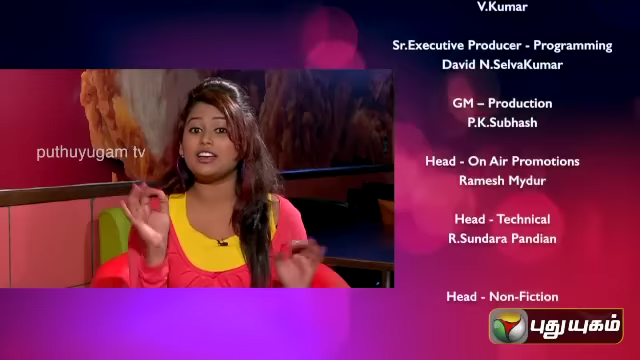 V.Kumar
Sr.Executive Producer - Programming
David N.SelvaKumar
GM – Production
P.K.Subhash
Head - On Air Promotions
Ramesh Mydur
Head - Technical
R.Sundara Pandian
Head - Non-Fiction
puthuyugam tv
புதுயுகம்